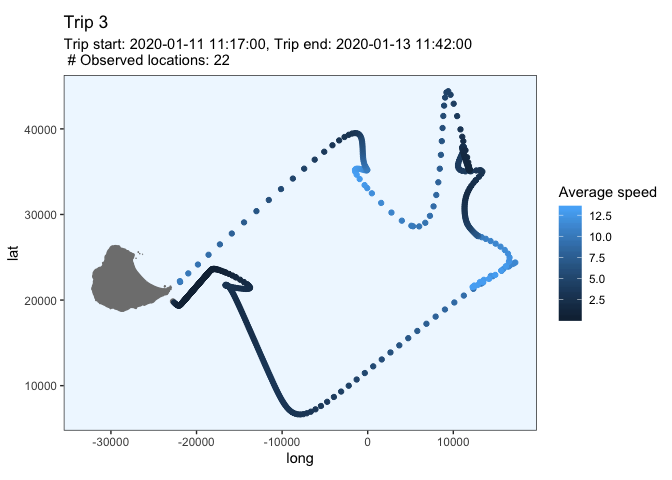 Trip 3
Trip start: 2020-01-11 11:17:00, Trip end: 2020-01-13 11:42:00
# Observed locations: 22
40000
30000
20000
10000
lat
-30000
-20000
-10000
0
10000
long
Average speed
12.5
10.0
7.5
5.0
2.5